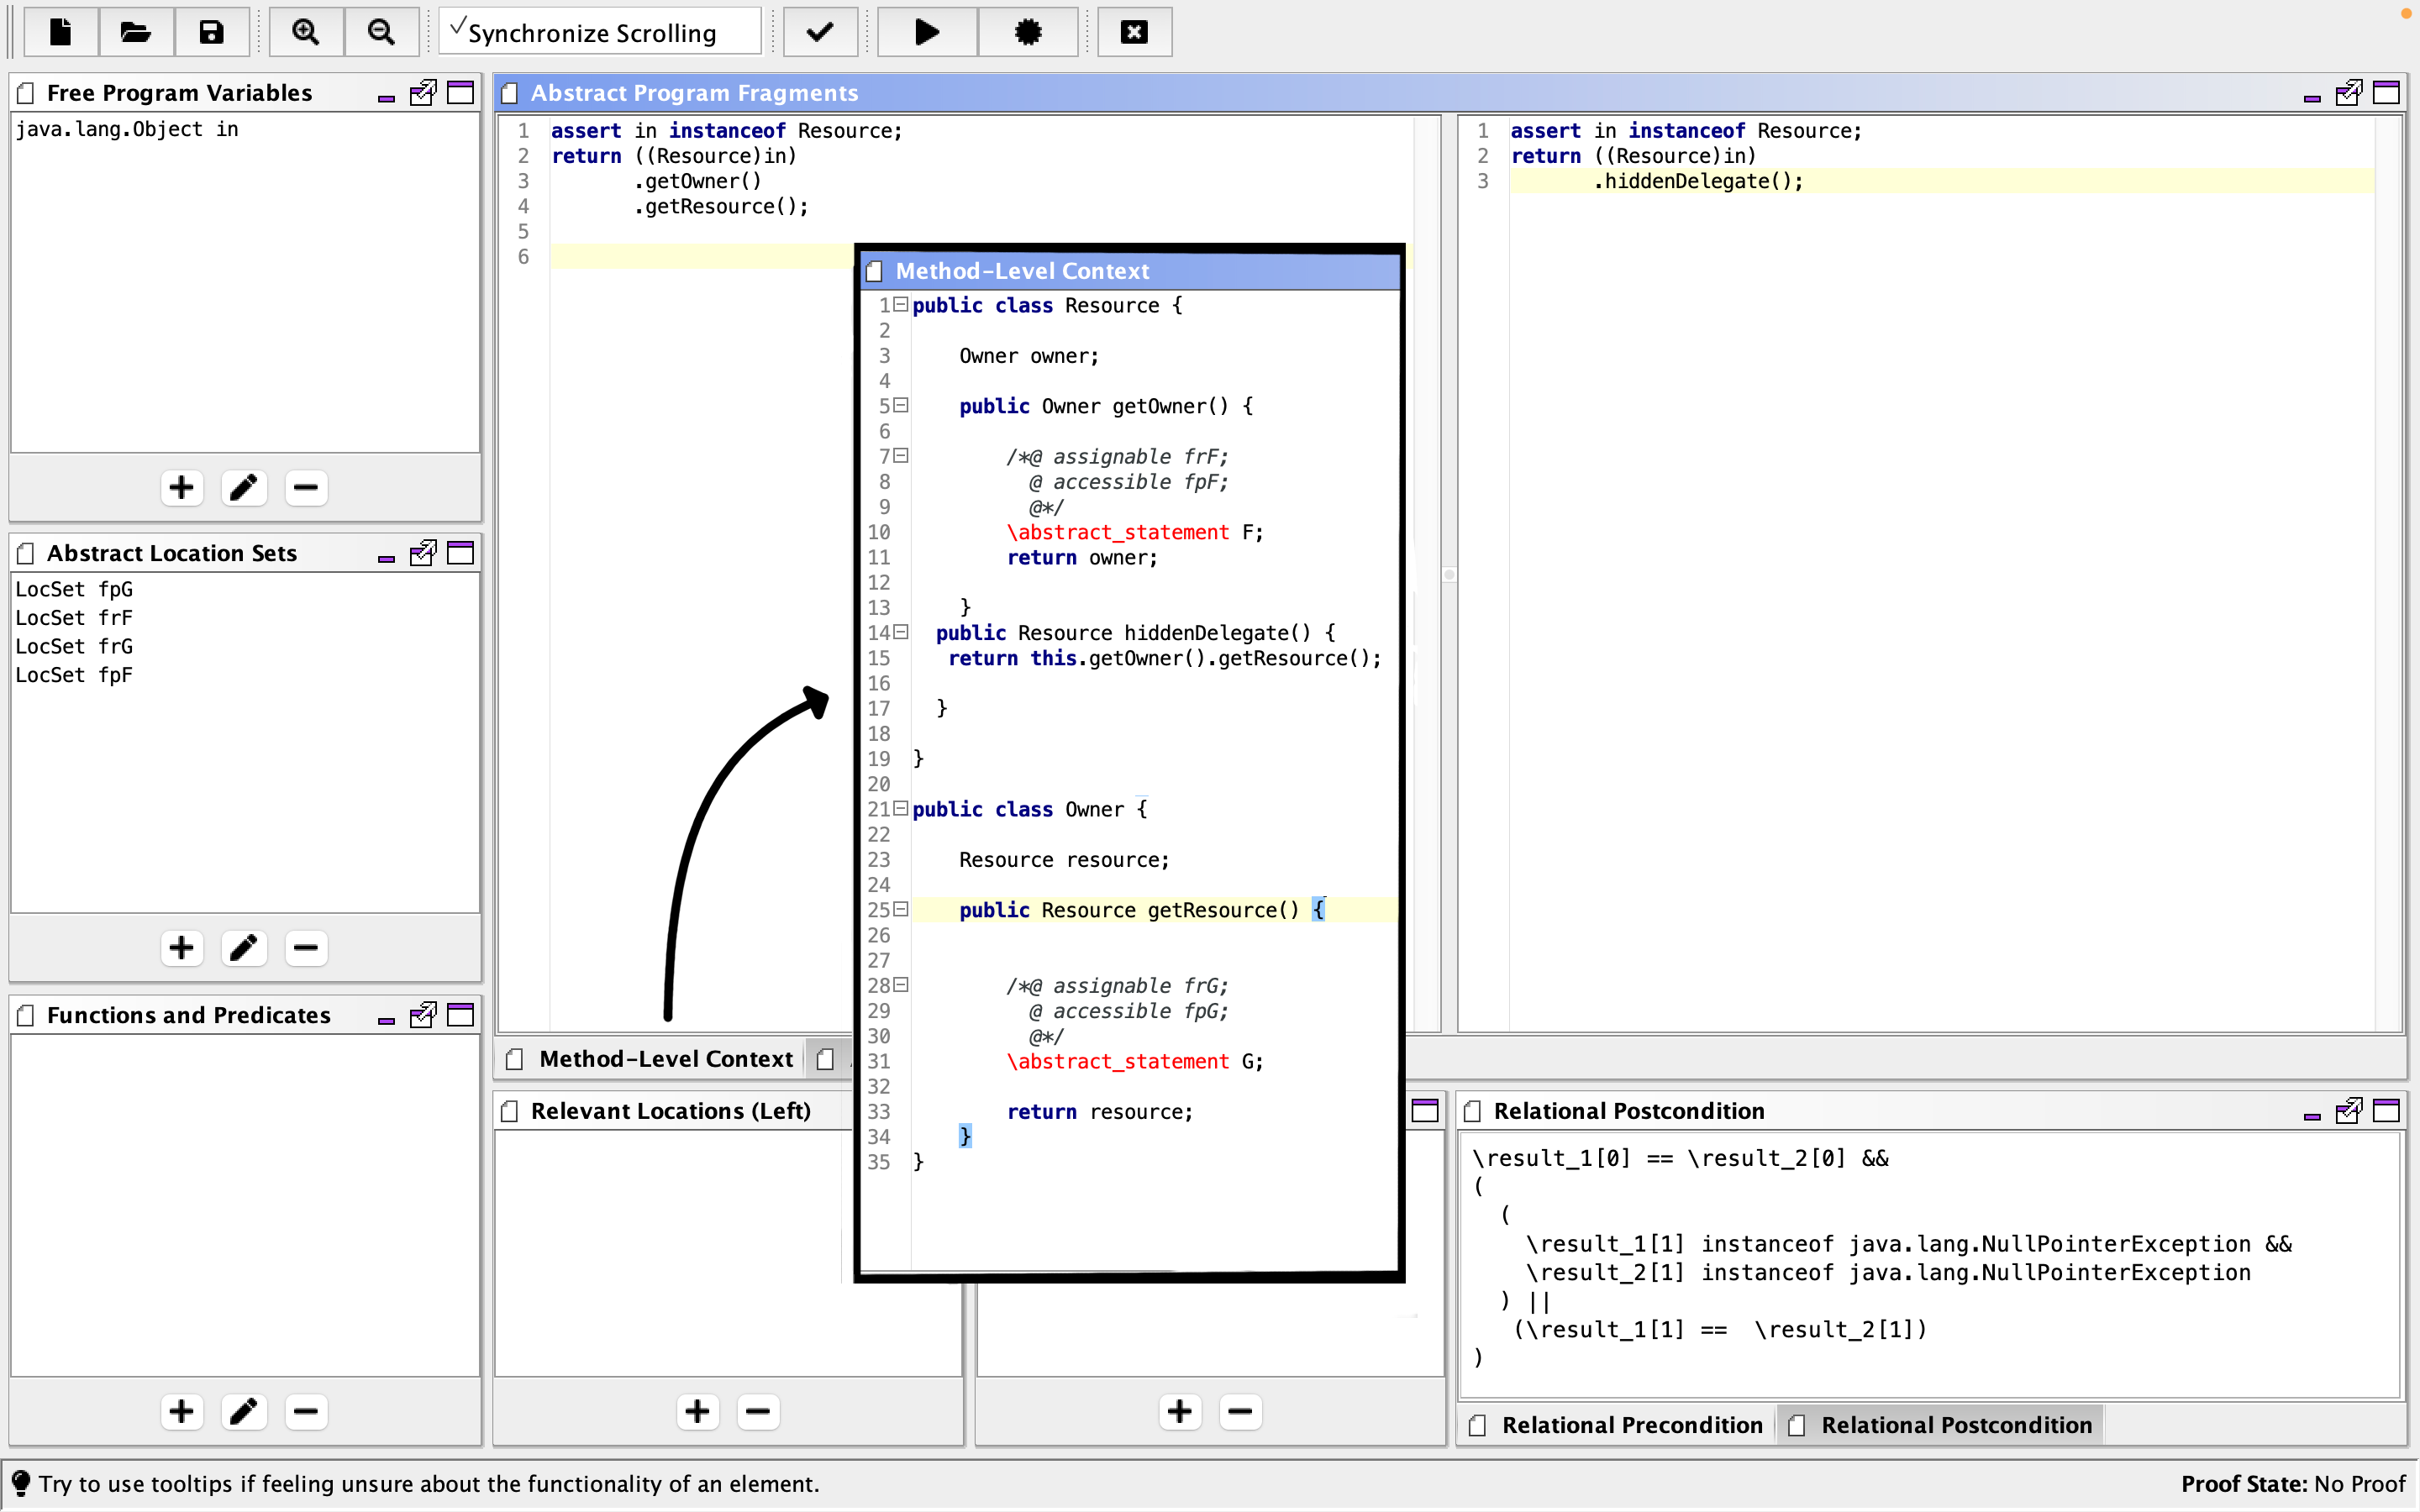 ✓Synchronize Scrolling
Free Program Variables
java.lang.Object in
Abstract Location Sets
LocSet fpG
LocSet frF
LocSet frG
LocSet fpF
Functions and Predicates
Abstract Program Fragments
1 assert in instanceof Resource;
2 return ((Resource)in)
3 .getOwner()
4 .getResource();
5
6
1 assert in instanceof Resource;
2 return ((Resource)in)
3 .hiddenDelegate();
Method-Level Context
1 public class Resource {
2
3 Owner owner;
4
5 public Owner getOwner() {
6
7 /*@ assignable frF;
8 @ accessible fpF;
9 @*/
10 \abstract_statement F;
11 return owner;
12
13 }
14 public Resource hiddenDelegate() {
15 return this.getOwner().getResource();
16
17 }
18
19 }
20
21 public class Owner {
22
23 Resource resource;
24
25 public Resource getResource() {
26
27
28 /*@ assignable frG;
29 @ accessible fpG;
30 @*/
31 \abstract_statement G;
32
33 return resource;
34 }
35 }
Method-Level Context
Relevant Locations (Left)
Relational Postcondition
\result_1[0] == \result_2[0] &&
(
(
\result_1[1] instanceof java.lang.NullPointerException &&
\result_2[1] instanceof java.lang.NullPointerException
) ||
(\result_1[1] == \result_2[1])
)
Relational Precondition
Relational Postcondition
Try to use tooltips if feeling unsure about the functionality of an element.
Proof State: No Proof